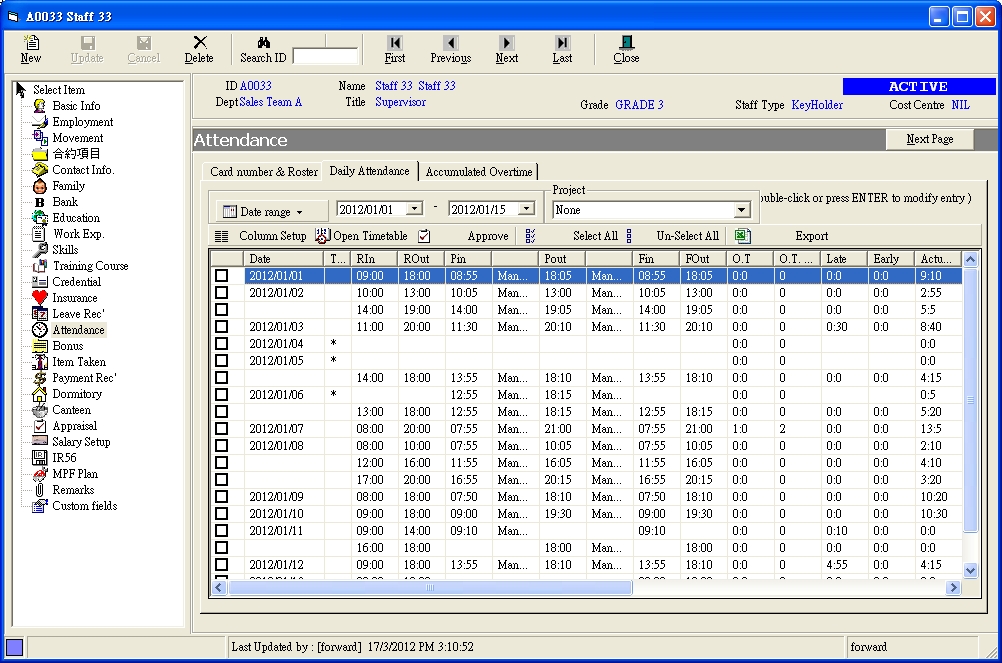 A0033 Staff 33
New Update Cancel Delete Search ID First Previous Next Last Close
Select Item
Basic Info
Employment
Movement
合約項目
Contact Info.
Family
Bank
Education
Work Exp.
Skills
Training Course
Credential
Insurance
Leave Rec'
Attendance
Bonus
Item Taken
Payment Rec'
Dormitory
Canteen
Appraisal
Salary Setup
IR56
MPF Plan
Remarks
Custom fields
ID A0033 Name Staff 33 Staff 33 ACTIVE
Dept Sales Team A Title Supervisor Grade GRADE 3 Staff Type KeyHolder Cost Centre NIL
Attendance Next Page
Card number & Roster Daily Attendance Accumulated Overtime
Project
Date range 2012/01/01 - 2012/01/15 None uble-click or press ENTER to modify entry )
Column Setup Open Timetable Approve Select All Un-Select All Export
Date T... RIn ROut Pin Pout Fin FOut O.T O.T. ... Late Early Actu...
2012/01/01 09:00 18:00 08:55 Man... 18:05 Man... 08:55 18:05 0:0 0 0:0 0:0 9:10
2012/01/02 10:00 13:00 10:05 Man... 13:00 Man... 10:05 13:00 0:0 0 0:0 0:0 2:55
14:00 19:00 14:00 Man... 19:05 Man... 14:00 19:05 0:0 0 0:0 0:0 5:5
2012/01/03 11:00 20:00 11:30 Man... 20:10 Man... 11:30 20:10 0:0 0 0:30 0:0 8:40
2012/01/04 * 0:0 0 0:0
2012/01/05 * 0:0 0 0:0
14:00 18:00 13:55 Man... 18:10 Man... 13:55 18:10 0:0 0 0:0 0:0 4:15
2012/01/06 * 12:55 Man... 18:15 Man... 0:0 0 0:5
13:00 18:00 12:55 Man... 18:15 Man... 12:55 18:15 0:0 0 0:0 0:0 5:20
2012/01/07 08:00 20:00 07:55 Man... 21:00 Man... 07:55 21:00 1:0 2 0:0 0:0 13:5
2012/01/08 08:00 10:00 07:55 Man... 10:05 Man... 07:55 10:05 0:0 0 0:0 0:0 2:10
12:00 16:00 11:55 Man... 16:05 Man... 11:55 16:05 0:0 0 0:0 0:0 4:10
17:00 20:00 16:55 Man... 20:15 Man... 16:55 20:15 0:0 0 0:0 0:0 3:20
2012/01/09 08:00 18:00 07:50 Man... 18:10 Man... 07:50 18:10 0:0 0 0:0 0:0 10:20
2012/01/10 09:00 18:00 09:00 Man... 19:30 Man... 09:00 19:30 0:0 0 0:0 0:0 10:30
2012/01/11 09:00 14:00 09:10 Man... 09:10 0:0 0 0:10 0:0 0:0
16:00 18:00 18:00 Man... 18:00 0:0 0 0:0 0:0 0:0
2012/01/12 09:00 18:00 13:55 Man... 18:10 Man... 13:55 18:10 0:0 0 4:55 0:0 4:15
Last Updated by : [forward] 17/3/2012 PM 3:10:52 forward